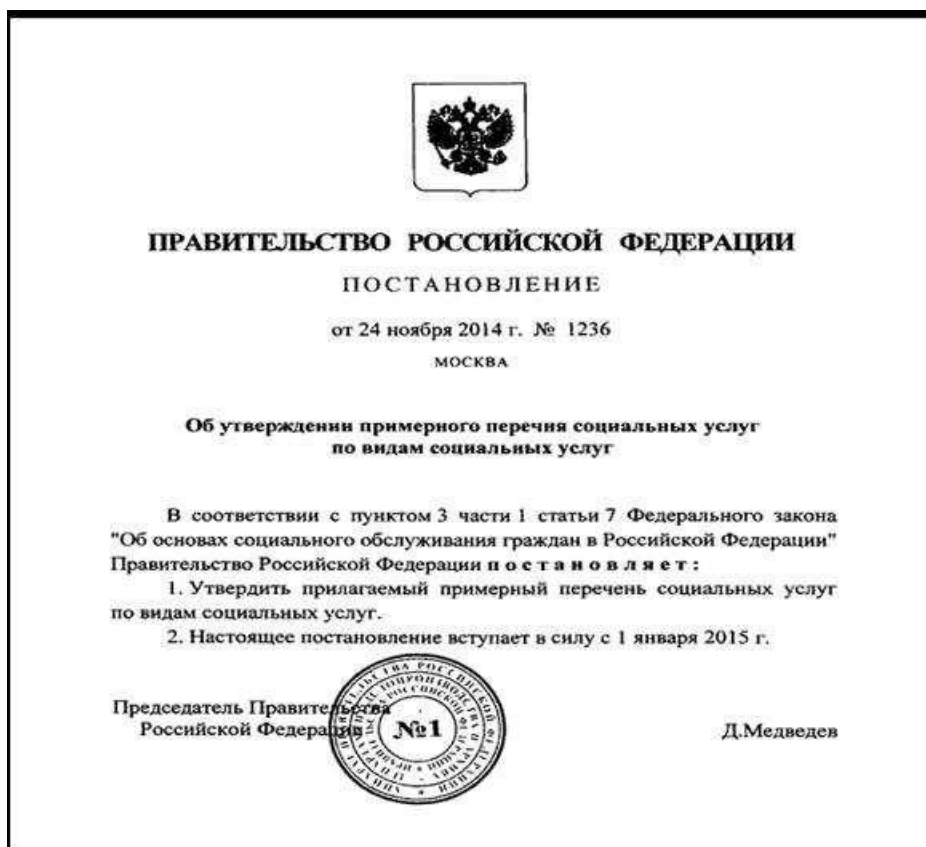 ПРАВИТЕЛЬСТВО РОССИЙСКОЙ ФЕДЕРАЦИИ
ПОСТАНОВЛЕНИЕ
от 24 ноября 2014 г. № 1236
МОСКВА
Об утверждении примерного перечня социальных услуг
по видам социальных услуг
В соответствии с пунктом 3 части 1 статьи 7 Федерального закона
"Об основах социального обслуживания граждан в Российской Федерации"
Правительство Российской Федерации постановляет:
1. Утвердить прилагаемый примерный перечень социальных услуг
по видам социальных услуг.
2. Настоящее постановление вступает в силу с 1 января 2015 г.
Председатель Правительства
Российской Федерации
№1
Д.Медведев